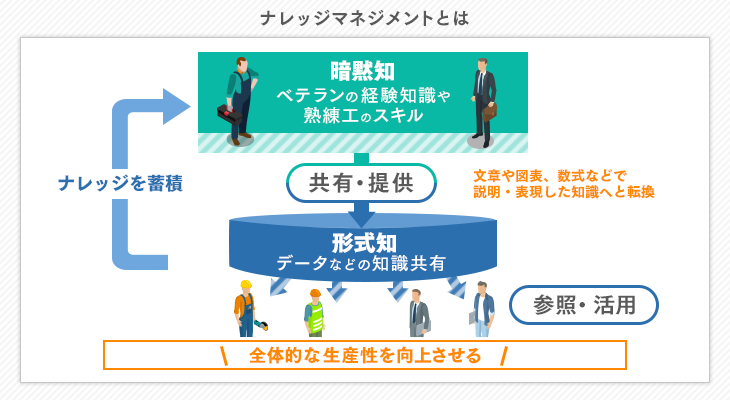 ナレッジマネジメントとは
暗黙知
ベテランの経験知識や
熟練工のスキル
ナレッジを蓄積
共有・提供
文章や図表、数式などで
説明・表現した知識へと転換
形式知
データなどの知識共有
参照・活用
\ 全体的な生産性を向上させる /